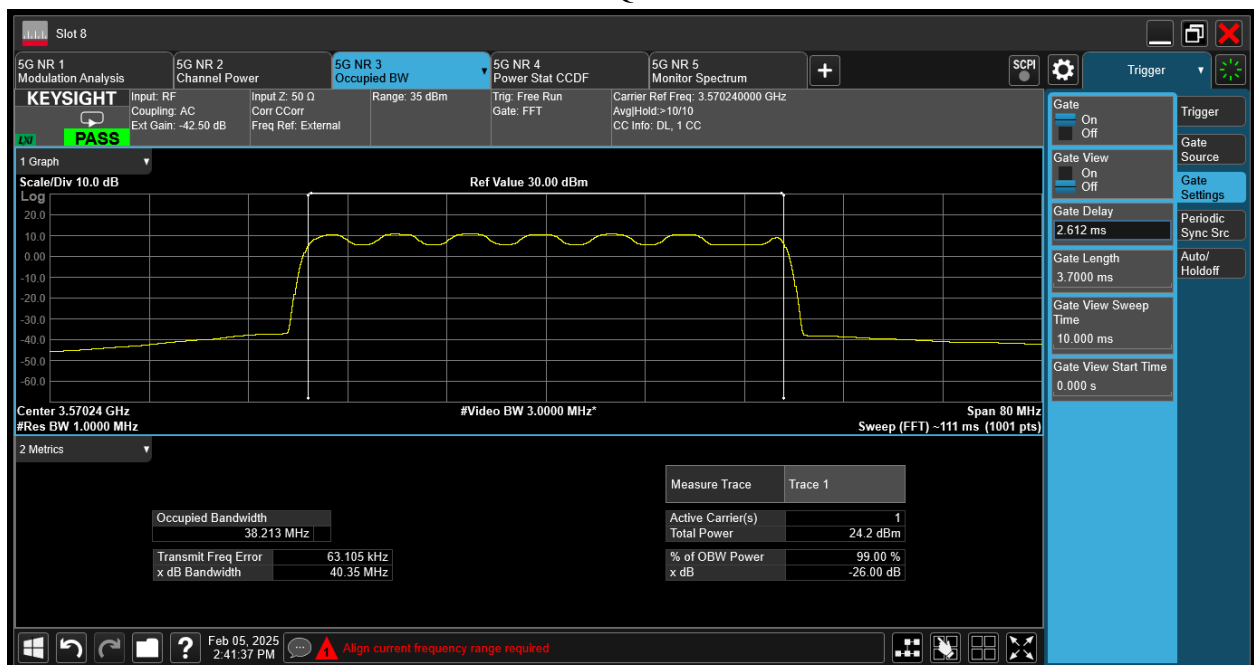 Slot 8
5G NR 1
Modulation Analysis
5G NR 2
Channel Power
5G NR 3
Occupied BW
5G NR 4
Power Stat CCDF
5G NR 5
Monitor Spectrum
SCPI
Trigger
KEYSIGHT
LXI
PASS
Input: RF
Coupling: AC
Ext Gain: -42.50 dB
Input Z: 50 Ω
Corr CCorr
Freq Ref: External
Range: 35 dBm
Trig: Free Run
Gate: FFT
Carrier Ref Freq: 3.570240000 GHz
Avg|Hold:>10/10
CC Info: DL, 1 CC
1 Graph
Scale/Div 10.0 dB
Ref Value 30.00 dBm
Log
20.0
10.0
0.00
-10.0
-20.0
-30.0
-40.0
-50.0
-60.0
Center 3.57024 GHz
#Video BW 3.0000 MHz*
Span 80 MHz
#Res BW 1.0000 MHz
Sweep (FFT) ~111 ms (1001 pts)
2 Metrics
Measure Trace Trace 1
Occupied Bandwidth
38.213 MHz
Transmit Freq Error 63.105 kHz
x dB Bandwidth 40.35 MHz
Active Carrier(s) 1
Total Power 24.2 dBm
% of OBW Power 99.00 %
x dB -26.00 dB
Gate
On
Off
Gate View
On
Off
Gate Delay
2.612 ms
Gate Length
3.7000 ms
Gate View Sweep
Time
10.000 ms
Gate View Start Time
0.000 s
Trigger
Gate
Source
Gate
Settings
Periodic
Sync Src
Auto/
Holdoff
Feb 05, 2025
2:41:37 PM
1
Align current frequency range required